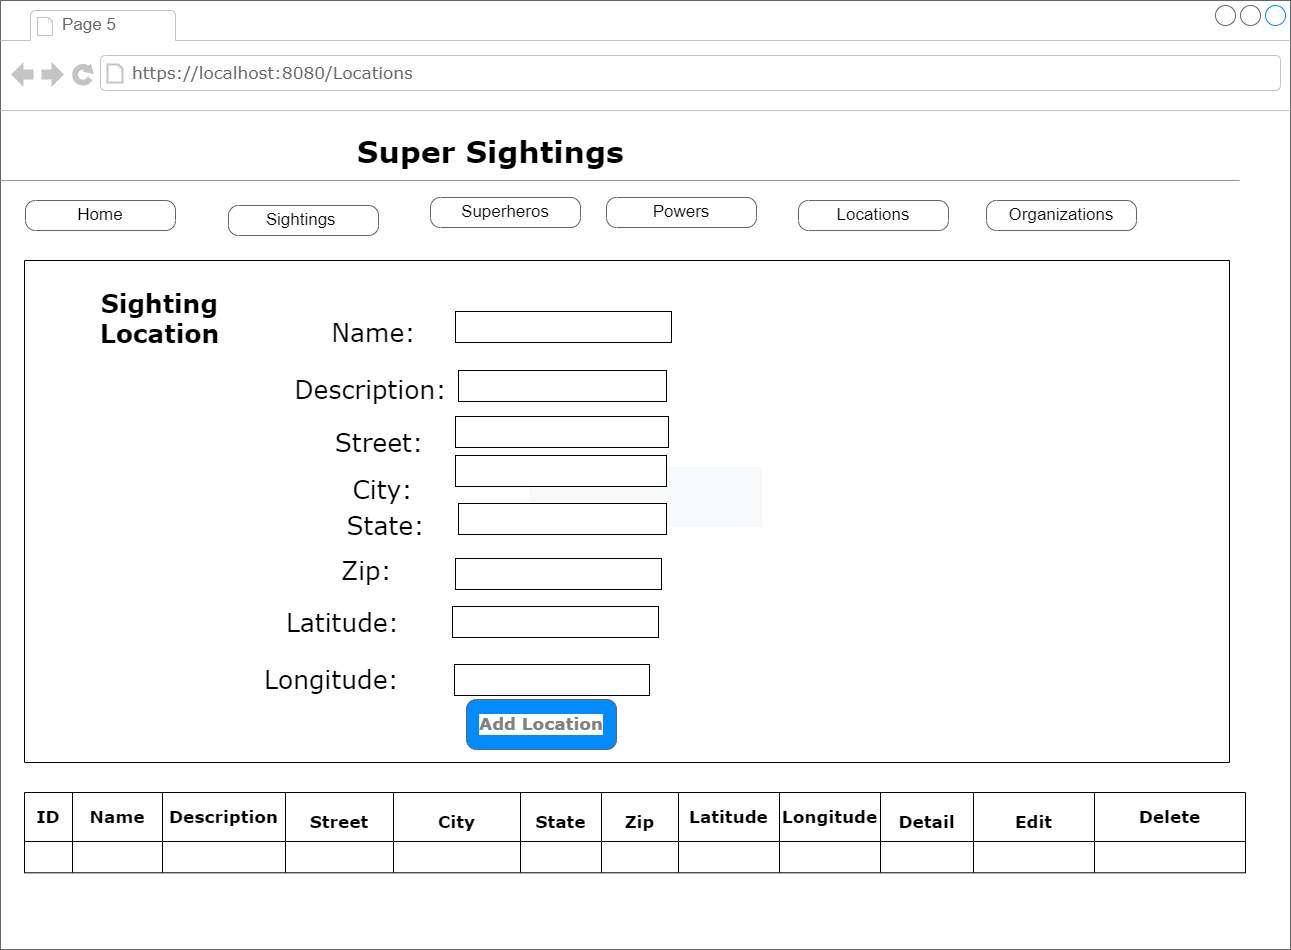 Page 5
https://localhost:8080/Locations
Super Sightings
Home
Sightings
Superheros
Powers
Locations
Organizations
Sighting
Location
Name:
Description:
Street:
City:
State:
Zip:
Latitude:
Longitude:
Add Location
ID Name Description Street City State Zip Latitude Longitude Detail Edit Delete